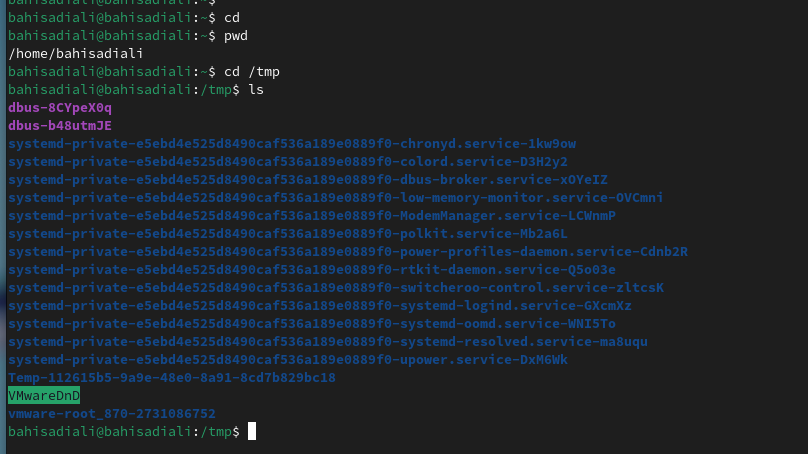 bahisadiali@bahisadiali:~$
bahisadiali@bahisadiali:~$ cd
bahisadiali@bahisadiali:~$ pwd
/home/bahisadiali
bahisadiali@bahisadiali:~$ cd /tmp
bahisadiali@bahisadiali:/tmp$ ls
dbus-8CYpeX0q
dbus-b48utmJE
systemd-private-e5ebd4e525d8490caf536a189e0889f0-chronyd.service-1kw9ow
systemd-private-e5ebd4e525d8490caf536a189e0889f0-colord.service-D3H2y2
systemd-private-e5ebd4e525d8490caf536a189e0889f0-dbus-broker.service-xOYeIZ
systemd-private-e5ebd4e525d8490caf536a189e0889f0-low-memory-monitor.service-OVCmni
systemd-private-e5ebd4e525d8490caf536a189e0889f0-ModemManager.service-LCWnmP
systemd-private-e5ebd4e525d8490caf536a189e0889f0-polkit.service-Mb2a6L
systemd-private-e5ebd4e525d8490caf536a189e0889f0-power-profiles-daemon.service-Cdnb2R
systemd-private-e5ebd4e525d8490caf536a189e0889f0-rtkit-daemon.service-Q5o03e
systemd-private-e5ebd4e525d8490caf536a189e0889f0-switcheroo-control.service-zltcsK
systemd-private-e5ebd4e525d8490caf536a189e0889f0-systemd-logind.service-GXcmXz
systemd-private-e5ebd4e525d8490caf536a189e0889f0-systemd-oomd.service-WNI5To
systemd-private-e5ebd4e525d8490caf536a189e0889f0-systemd-resolved.service-ma8uqu
systemd-private-e5ebd4e525d8490caf536a189e0889f0-upower.service-DxM6Wk
Temp-112615b5-9a9e-48e0-8a91-8cd7b829bc18
VMwareDnD
vmware-root_870-2731086752
bahisadiali@bahisadiali:/tmp$